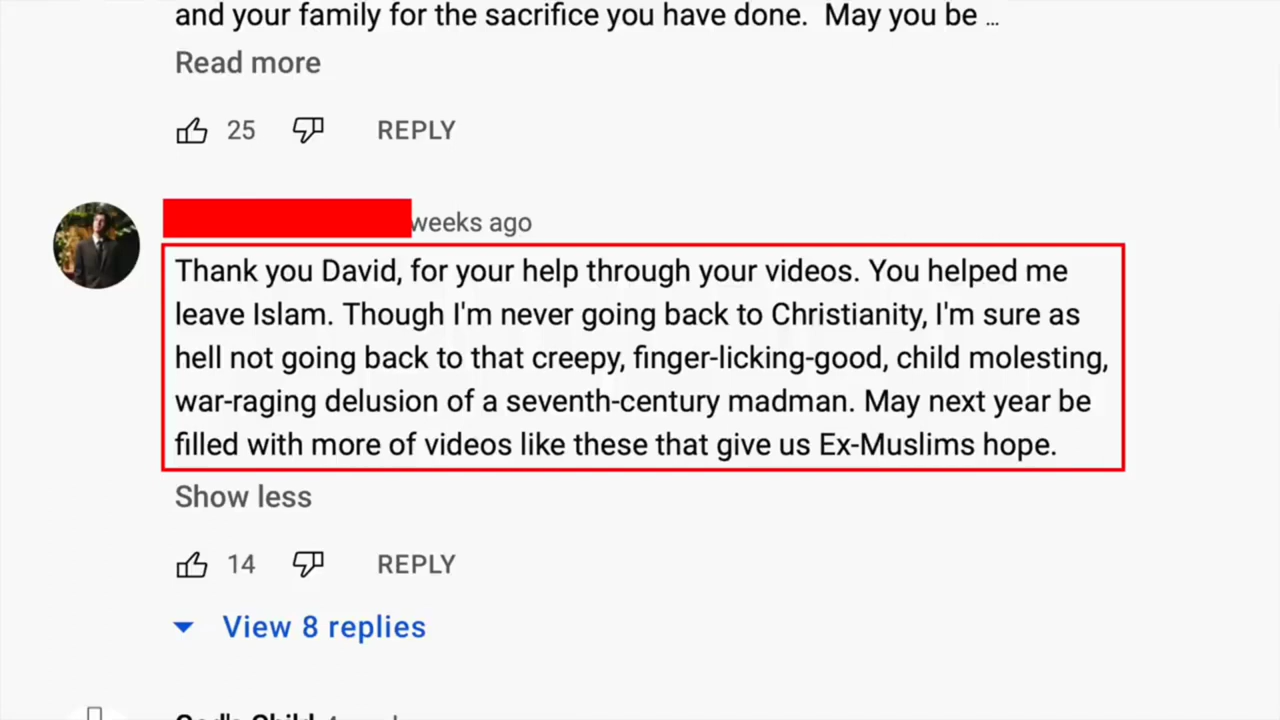 and your family for the sacrifice you have done. May you be ...
Read more
25
REPLY
weeks ago
Thank you David, for your help through your videos. You helped me
leave Islam. Though I'm never going back to Christianity, I'm sure as
hell not going back to that creepy, finger-licking-good, child molesting,
war-raging delusion of a seventh-century madman. May next year be
filled with more of videos like these that give us Ex-Muslims hope.
Show less
14
REPLY
View 8 replies
God's Child